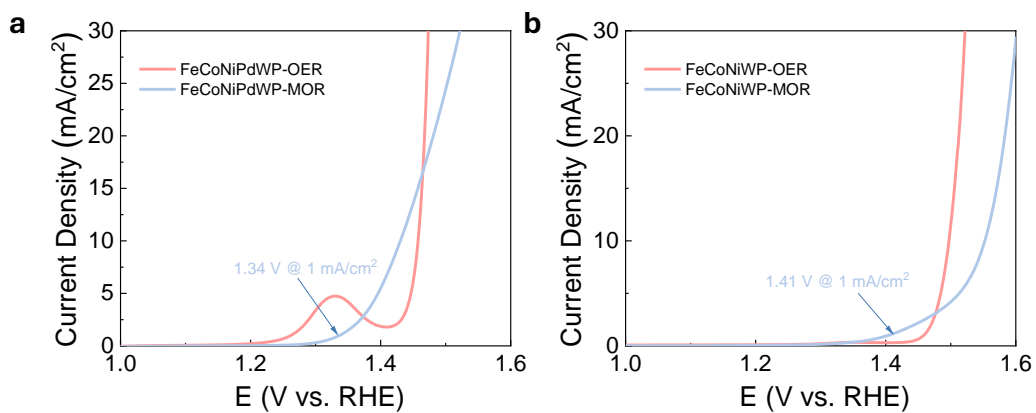 a
30
25
20
15
10
5
0
Current Density (mA/cm²)
FeCoNiPdWP-OER
FeCoNiPdWP-MOR
1.34 V @ 1 mA/cm²
1.0
1.2
1.4
1.6
E (V vs. RHE)
b
30
20
10
0
Current Density (mA/cm²)
FeCoNiWP-OER
FeCoNiWP-MOR
1.41 V @ 1 mA/cm²
1.0
1.2
1.4
1.6
E (V vs. RHE)